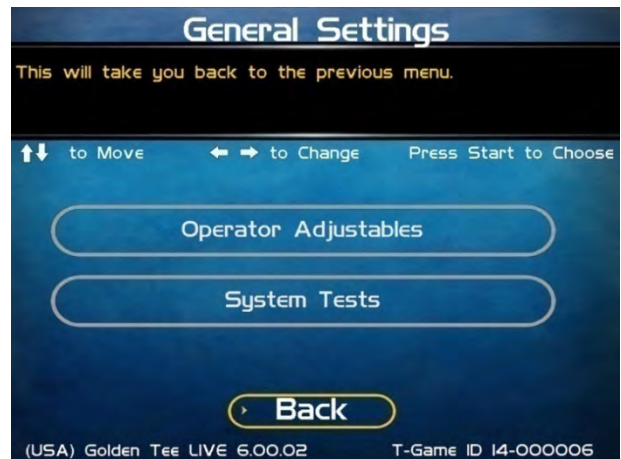 General Settings
This will take you back to the previous menu.
to Move to Change Press Start to Choose
Operator Adjustables
System Tests
Back
(USA) Golden Tee LIVE 6.00.02 T-Game ID 14-000006